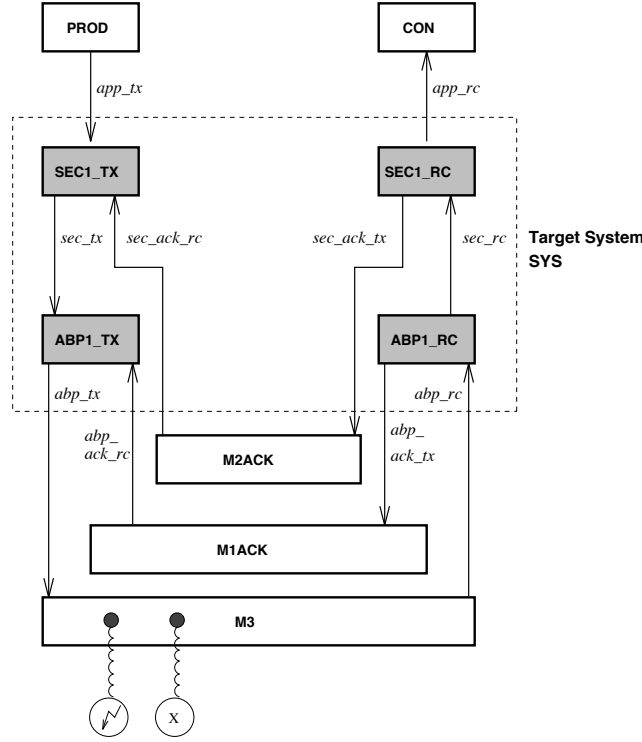 PROD
CON
app_tx
app_rc
SEC1_TX
SEC1_RC
sec_tx
sec_ack_rc
sec_ack_tx
sec_rc
Target System
SYS
ABP1_TX
ABP1_RC
abp_tx
abp_rc
abp_
ack_rc
abp_
ack_tx
M2ACK
M1ACK
M3
X